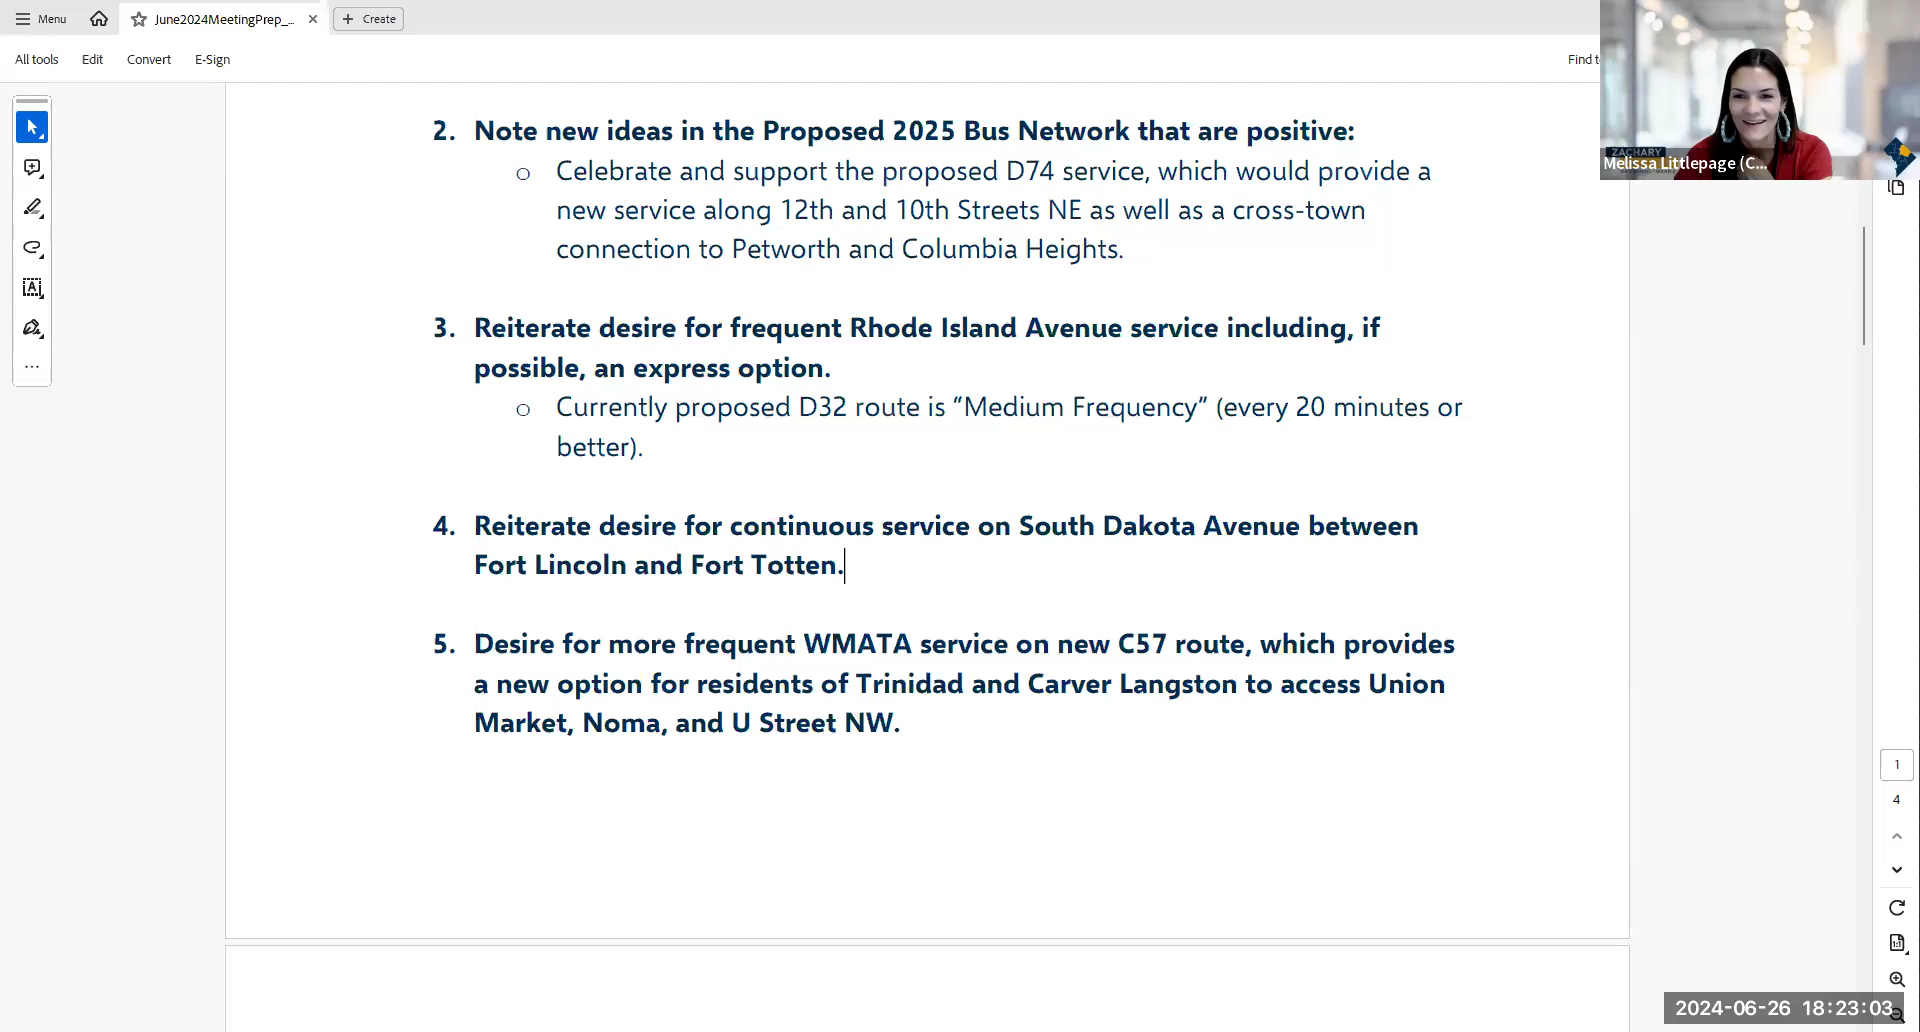 Menu
June2024MeetingPrep_...
Create
All tools
Edit
Convert
E-Sign
Find t
ZACHARY
Melissa Littlepage (C...
2. Note new ideas in the Proposed 2025 Bus Network that are positive:
o Celebrate and support the proposed D74 service, which would provide a
new service along 12th and 10th Streets NE as well as a cross-town
connection to Petworth and Columbia Heights.
3. Reiterate desire for frequent Rhode Island Avenue service including, if
possible, an express option.
o Currently proposed D32 route is “Medium Frequency” (every 20 minutes or
better).
4. Reiterate desire for continuous service on South Dakota Avenue between
Fort Lincoln and Fort Totten.
5. Desire for more frequent WMATA service on new C57 route, which provides
a new option for residents of Trinidad and Carver Langston to access Union
Market, Noma, and U Street NW.
1
4
2024-06-26 18:23:03